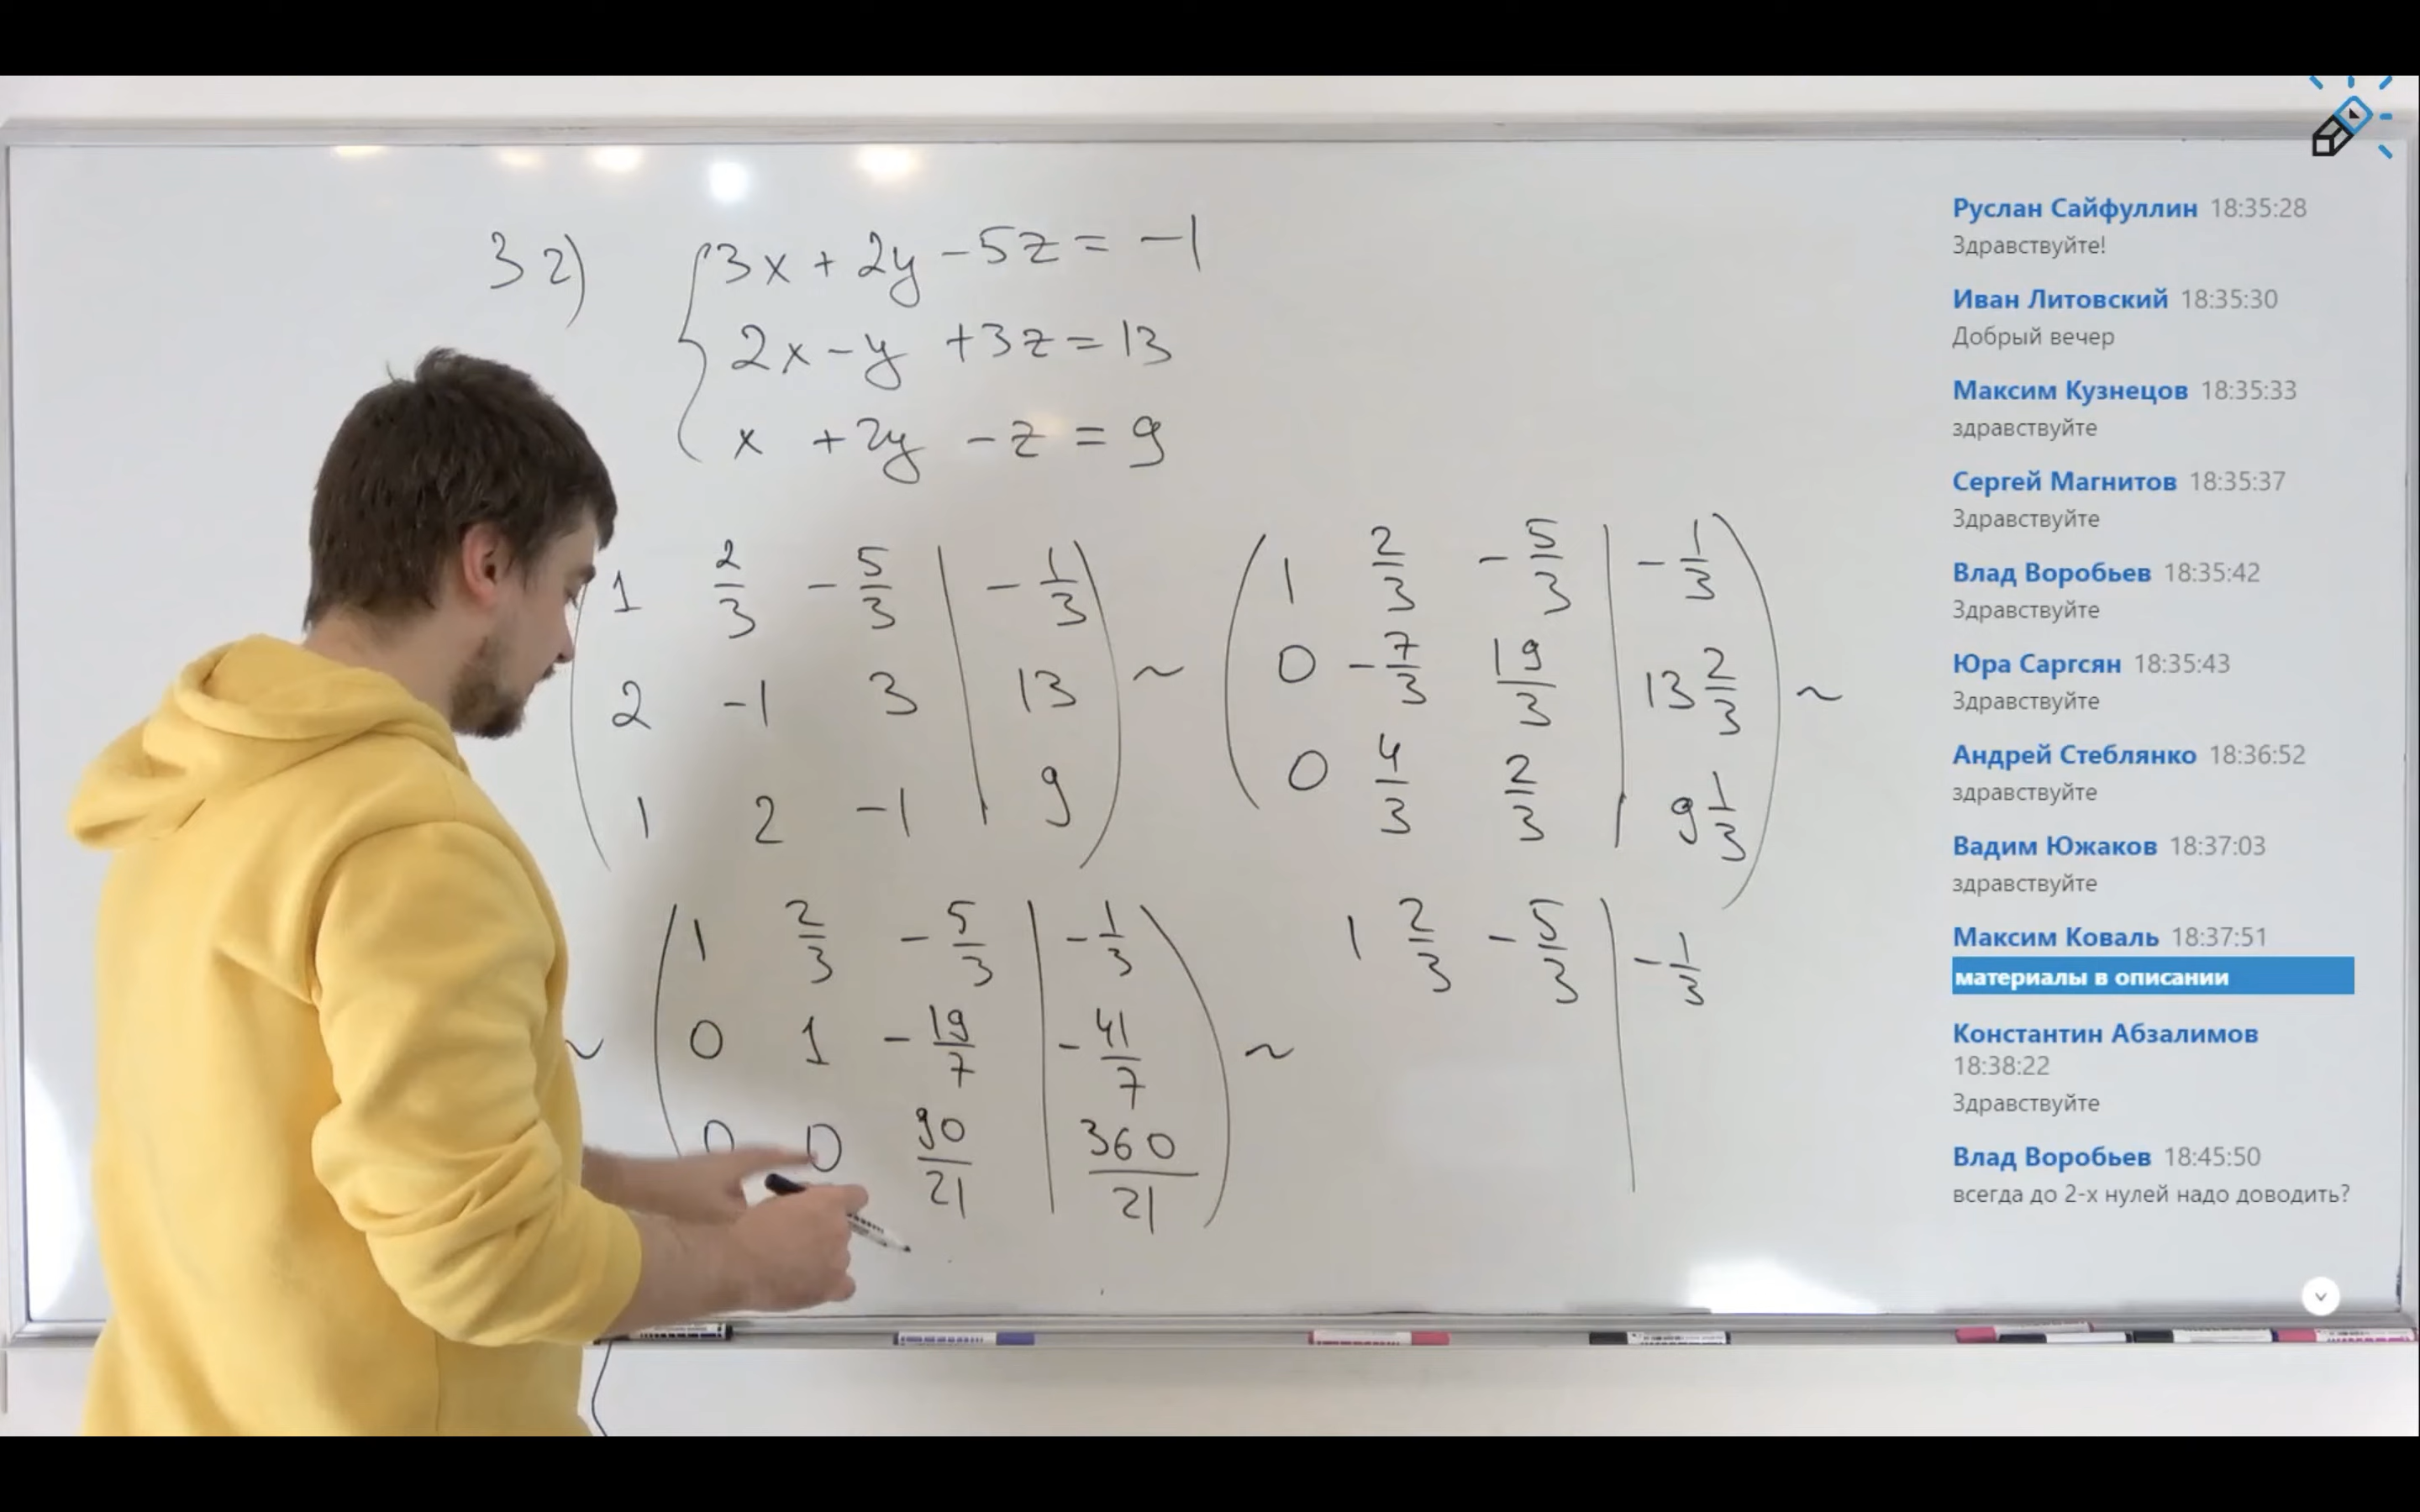 3 2) 3x + 2y - 5z = -1
2x - y + 3z = 13
x + 2y - z = 9
1 2/3 - 5/3 | - 1/3 ~ 1 2/3 - 5/3 | - 1/3
2 -1 3 | 13 0 - 7/3 19/3 | 13 2/3 ~
1 2 -1 | 9 0 4/3 2/3 | 9 1/3
1 2/3 - 5/3 | - 1/3 1 2/3 - 5/3 | - 1/3
~ 0 1 - 19/7 | - 41/7 ~
0 0 90/21 | 360/21
Руслан Сайфуллин 18:35:28
Здравствуйте!
Иван Литовский 18:35:30
Добрый вечер
Максим Кузнецов 18:35:33
здравствуйте
Сергей Магнитов 18:35:37
Здравствуйте
Влад Воробьев 18:35:42
Здравствуйте
Юра Саргсян 18:35:43
Здравствуйте
Андрей Стеблянко 18:36:52
здравствуйте
Вадим Южаков 18:37:03
здравствуйте
Максим Коваль 18:37:51
материалы в описании
Константин Абзалимов
18:38:22
Здравствуйте
Влад Воробьев 18:45:50
всегда до 2-х нулей надо доводить?